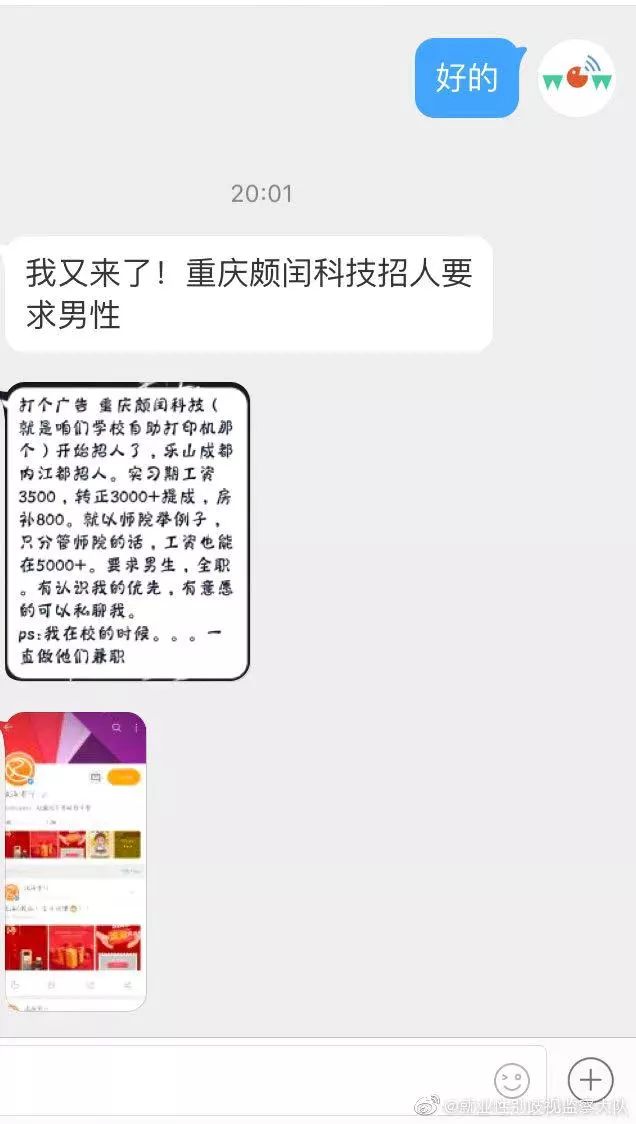 好的
20:01
我又来了！重庆颇闰科技招人要
求男性
打个广告 重庆颇闰科技（
就是咱们学校自助打印机那
个）开始招人了，乐山成都
内江都招人。实习期工资
3500，转正3000+提成，房
补800。就以师院举例子，
只分管师院的话，工资也能
在5000+。要求男生，全职
。有认识我的优先，有意愿
的可以私聊我。
ps:我在校的时候。。。一
直做他们兼职
@就业性别歧视监察大队